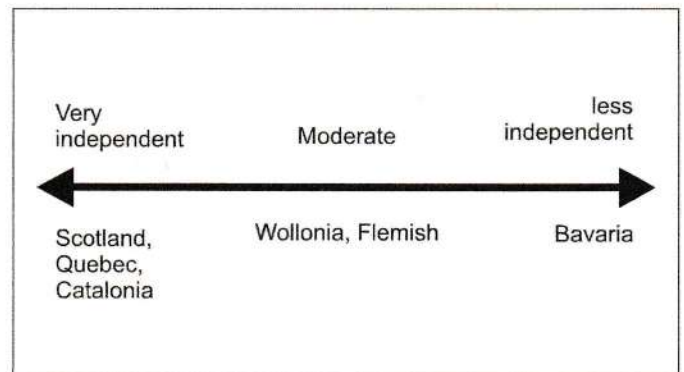 Very
independent
Moderate
less
independent
Scotland,
Quebec,
Catalonia
Wollonia, Flemish
Bavaria